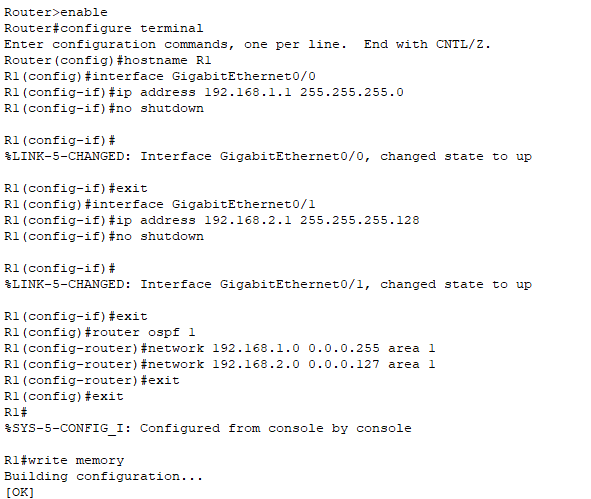 Router>enable
Router#configure terminal
Enter configuration commands, one per line.  End with CNTL/Z.
Router(config)#hostname R1
R1(config)#interface GigabitEthernet0/0
R1(config-if)#ip address 192.168.1.1 255.255.255.0
R1(config-if)#no shutdown

R1(config-if)#
%LINK-5-CHANGED: Interface GigabitEthernet0/0, changed state to up

R1(config-if)#exit
R1(config)#interface GigabitEthernet0/1
R1(config-if)#ip address 192.168.2.1 255.255.255.128
R1(config-if)#no shutdown

R1(config-if)#
%LINK-5-CHANGED: Interface GigabitEthernet0/1, changed state to up

R1(config-if)#exit
R1(config)#router ospf 1
R1(config-router)#network 192.168.1.0 0.0.0.255 area 1
R1(config-router)#network 192.168.2.0 0.0.0.127 area 1
R1(config-router)#exit
R1(config)#exit
R1#
%SYS-5-CONFIG_I: Configured from console by console

R1#write memory
Building configuration...
[OK]